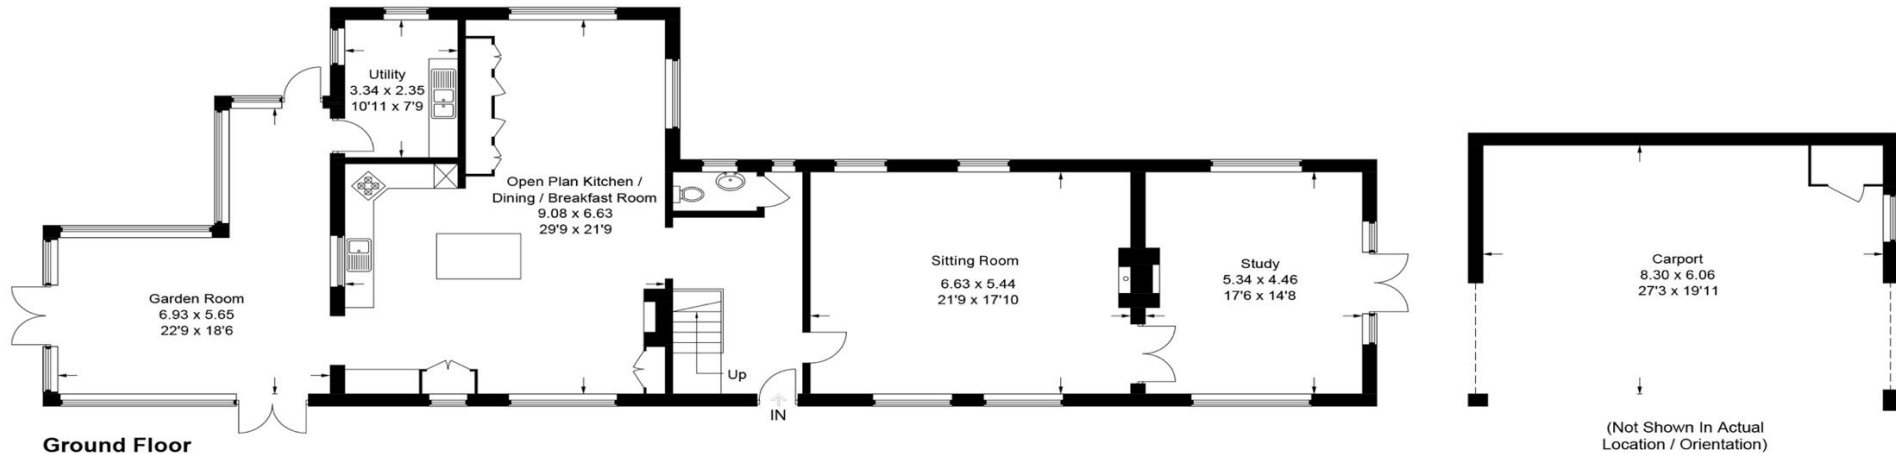 Utility
3.34 x 2.35
10'11 x 7'9
Open Plan Kitchen /
Dining / Breakfast Room
9.08 x 6.63
29'9 x 21'9
Garden Room
6.93 x 5.65
22'9 x 18'6
Up
IN
Sitting Room
6.63 x 5.44
21'9 x 17'10
Study
5.34 x 4.46
17'6 x 14'8
Carport
8.30 x 6.06
27'3 x 19'11
(Not Shown In Actual
Location / Orientation)
Ground Floor